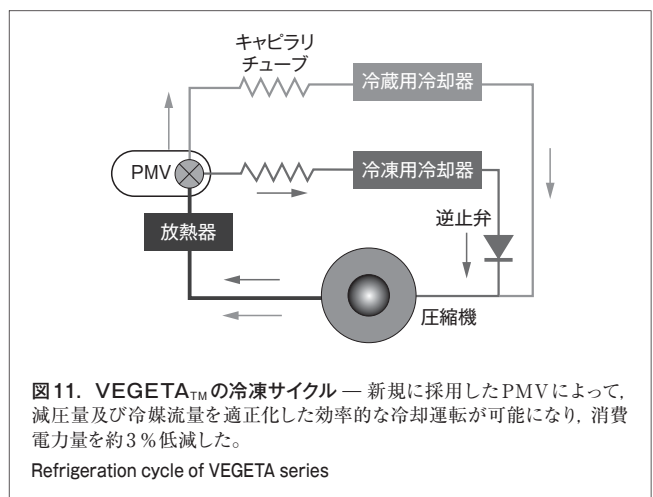 キャピラリ
チューブ
冷蔵用冷却器
PMV
冷凍用冷却器
放熱器
逆止弁
圧縮機
図11. VEGETA™の冷凍サイクル — 新規に採用したPMVによって,
減圧量及び冷媒流量を適正化した効率的な冷却運転が可能になり, 消費
電力量を約3%低減した。
Refrigeration cycle of VEGETA series